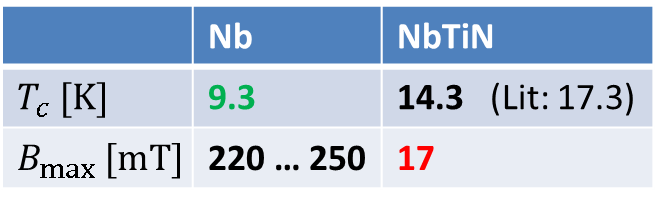 Nb NbTiN
T_c [K] 9.3 14.3 (Lit: 17.3)
B_max [mT] 220 ... 250 17